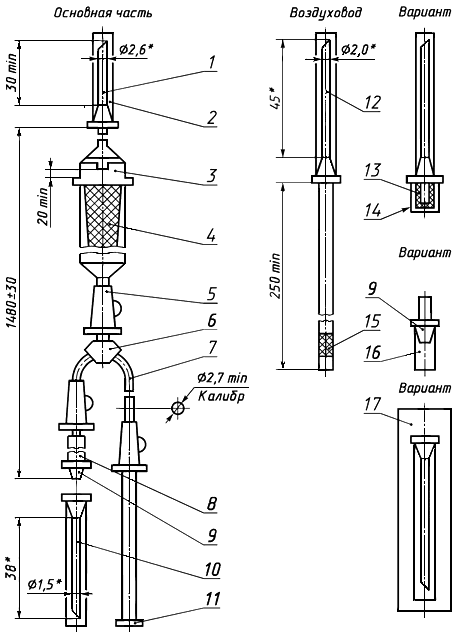 Основная часть
Воздуховод
Вариант
30 min
Ø2,6*
1
2
3
20 min
4
1480±30
5
6
7
Ø2,7 min
Калибр
8
9
10
38*
Ø1,5*
11
Ø2,0*
45*
12
250 min
15
13
14
Вариант
9
16
Вариант
17